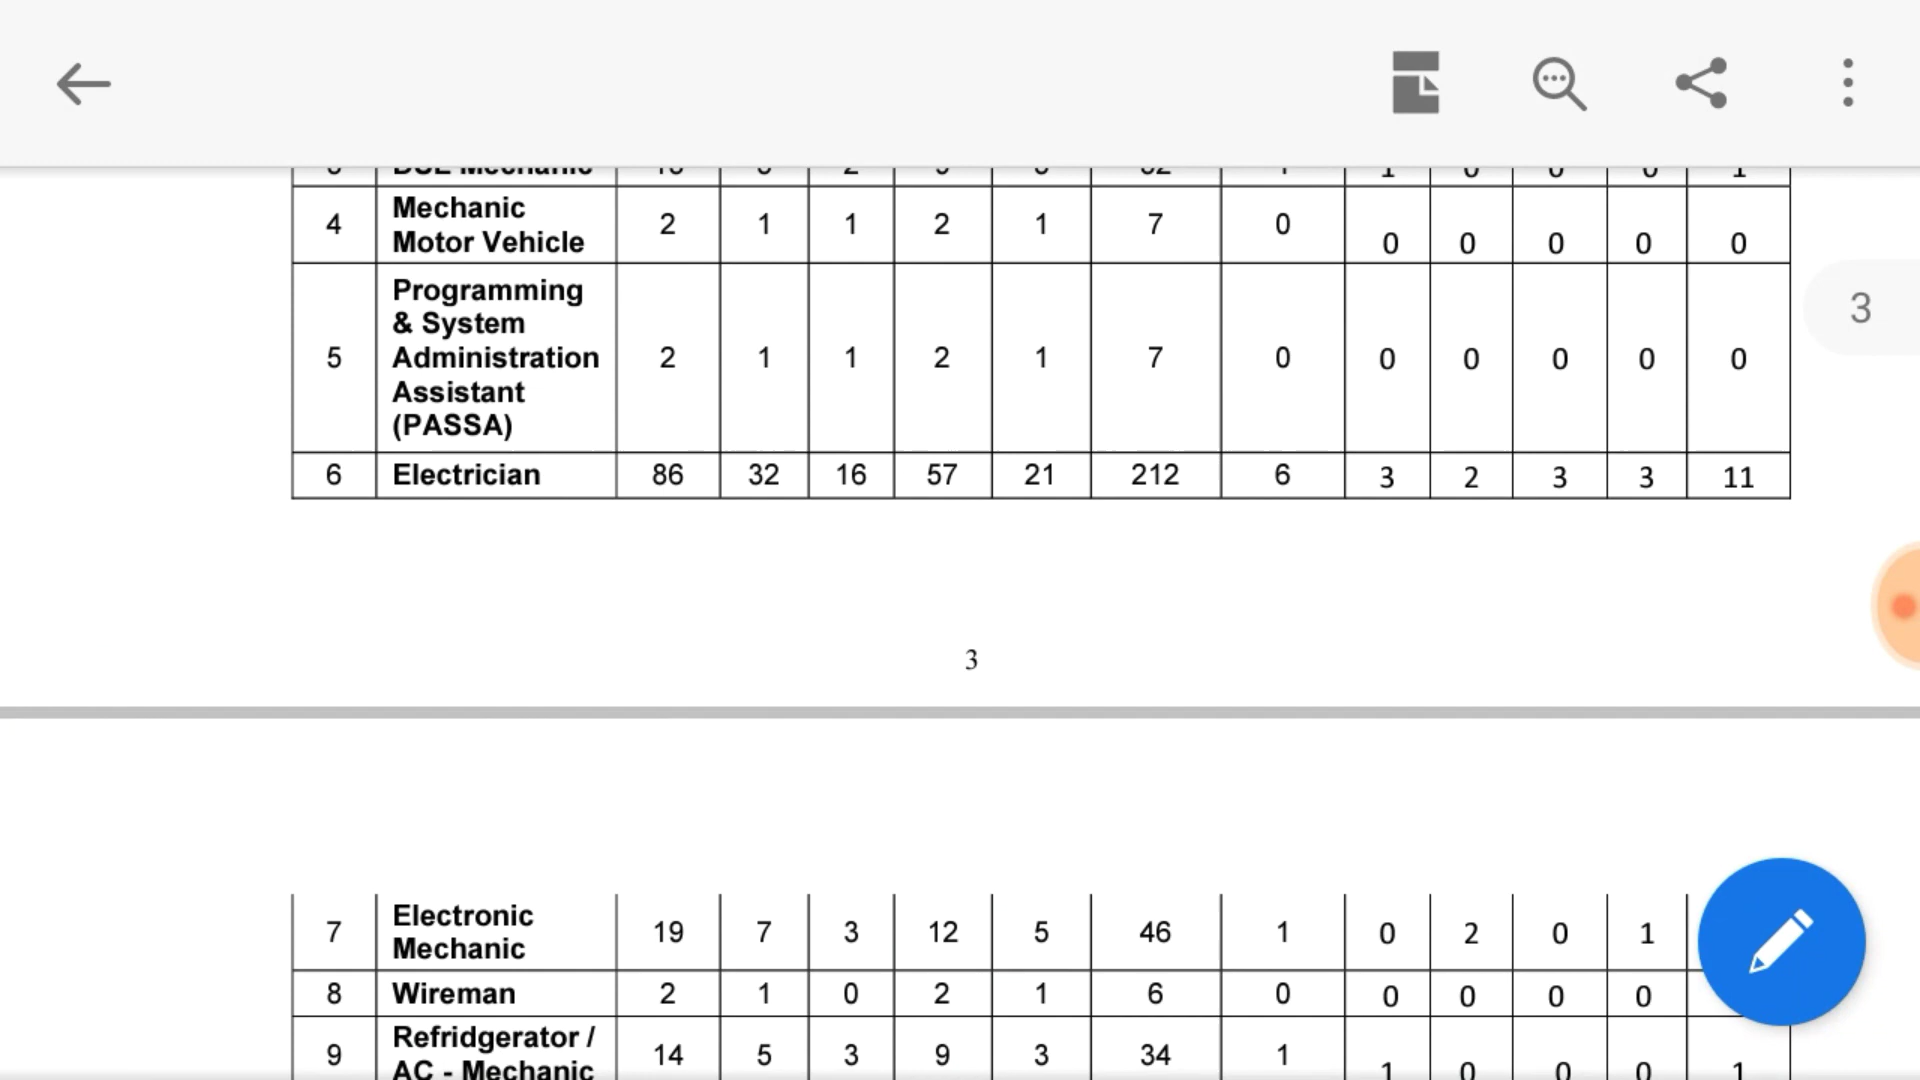 4 Mechanic Motor Vehicle 2 1 1 2 1 7 0 0 0 0 0 0
3
5 Programming & System Administration Assistant (PASSA) 2 1 1 2 1 7 0 0 0 0 0 0
6 Electrician 86 32 16 57 21 212 6 3 2 3 3 11
3
7 Electronic Mechanic 19 7 3 12 5 46 1 0 2 0 1
8 Wireman 2 1 0 2 1 6 0 0 0 0 0
9 Refridgerator / AC - Mechanic 14 5 3 9 3 34 1 1 0 0 0 1